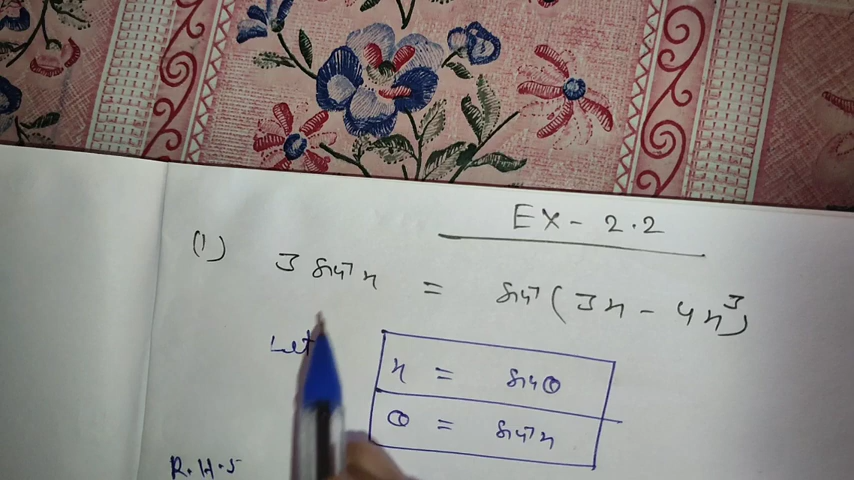 EX - 2.2
(1) 3 sin⁻¹x = sin⁻¹(3x - 4x³)
Let x = sinθ
θ = sin⁻¹x
R.H.S